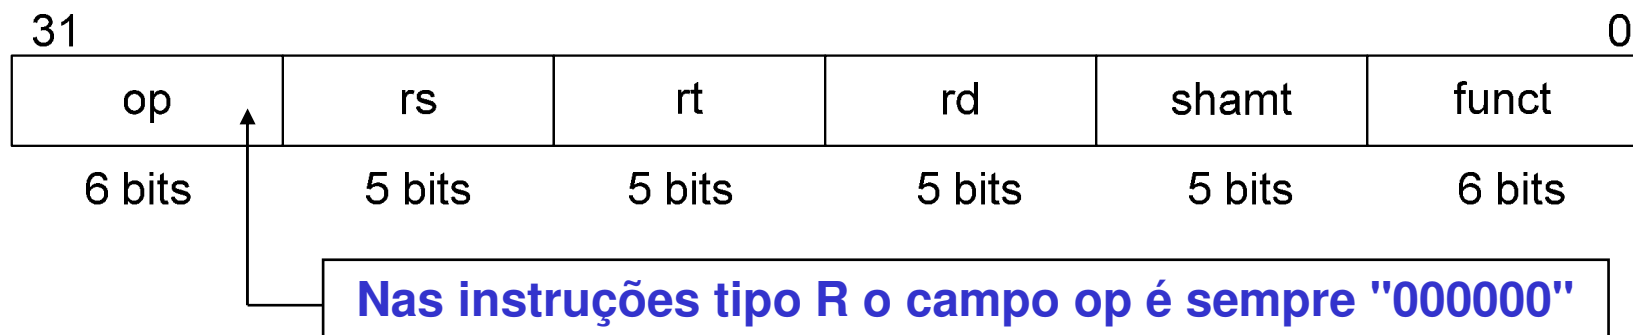 31 0
op rs rt rd shamt funct
6 bits 5 bits 5 bits 5 bits 5 bits 6 bits
Nas instruções tipo R o campo op é sempre "000000"